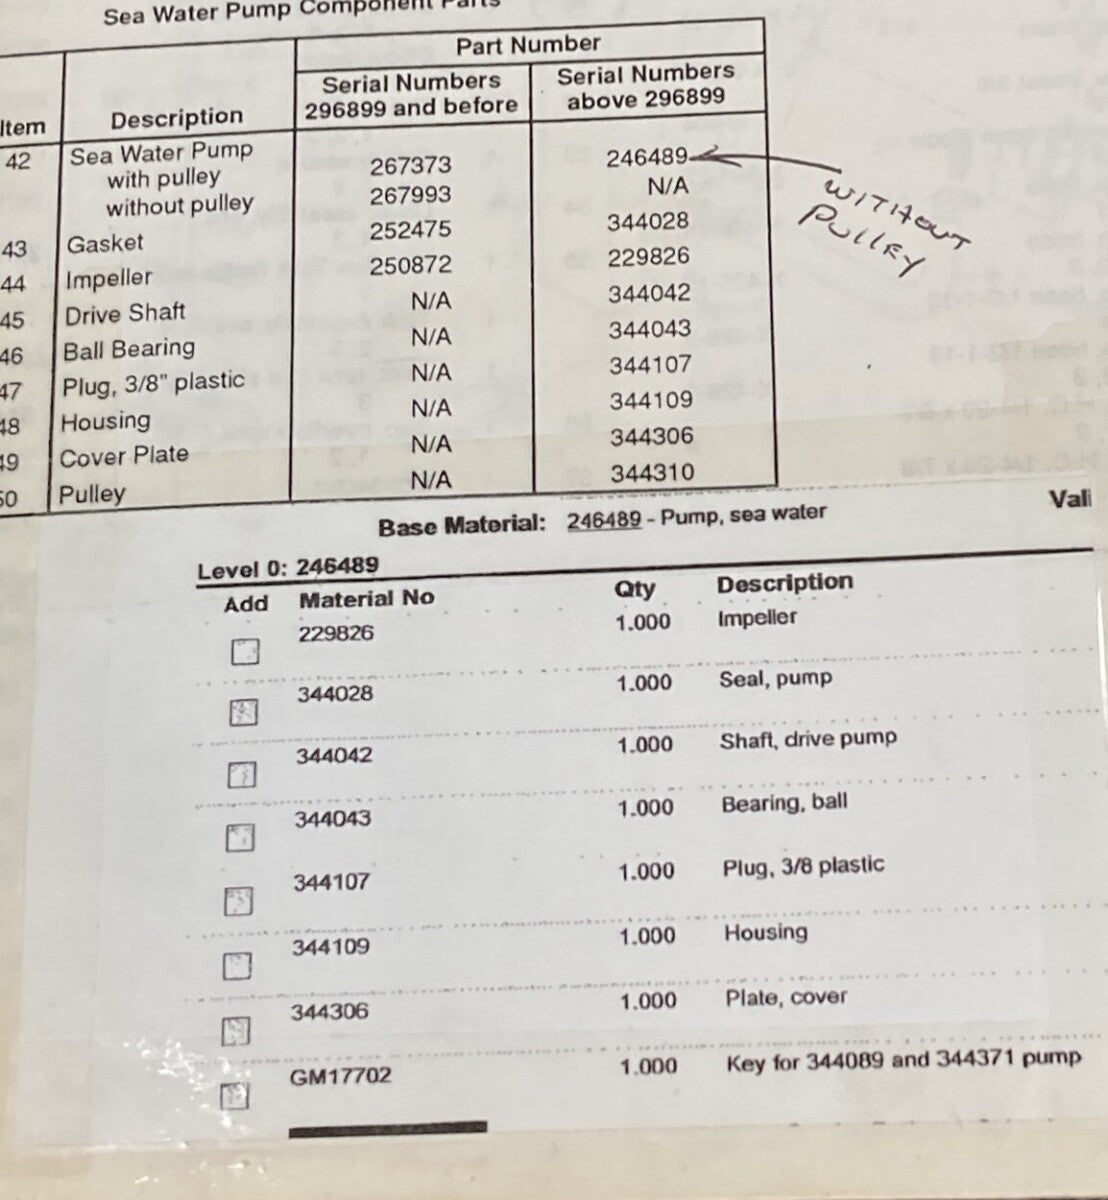 Sea Water Pump Component Parts
Part Number
Item Description Serial Numbers 296899 and before Serial Numbers above 296899
42 Sea Water Pump
with pulley 267373 246489
without pulley 267993 N/A
WITHOUT
PULLEY
43 Gasket 252475 344028
44 Impeller 250872 229826
45 Drive Shaft N/A 344042
46 Ball Bearing N/A 344043
47 Plug, 3/8" plastic N/A 344107
48 Housing N/A 344109
49 Cover Plate N/A 344306
50 Pulley N/A 344310
Base Material: 246489 - Pump, sea water
Vali
Level 0: 246489
Add Material No Qty Description
229826 1.000 Impeller
344028 1.000 Seal, pump
344042 1.000 Shaft, drive pump
344043 1.000 Bearing, ball
344107 1.000 Plug, 3/8 plastic
344109 1.000 Housing
344306 1.000 Plate, cover
GM17702 1.000 Key for 344089 and 344371 pump